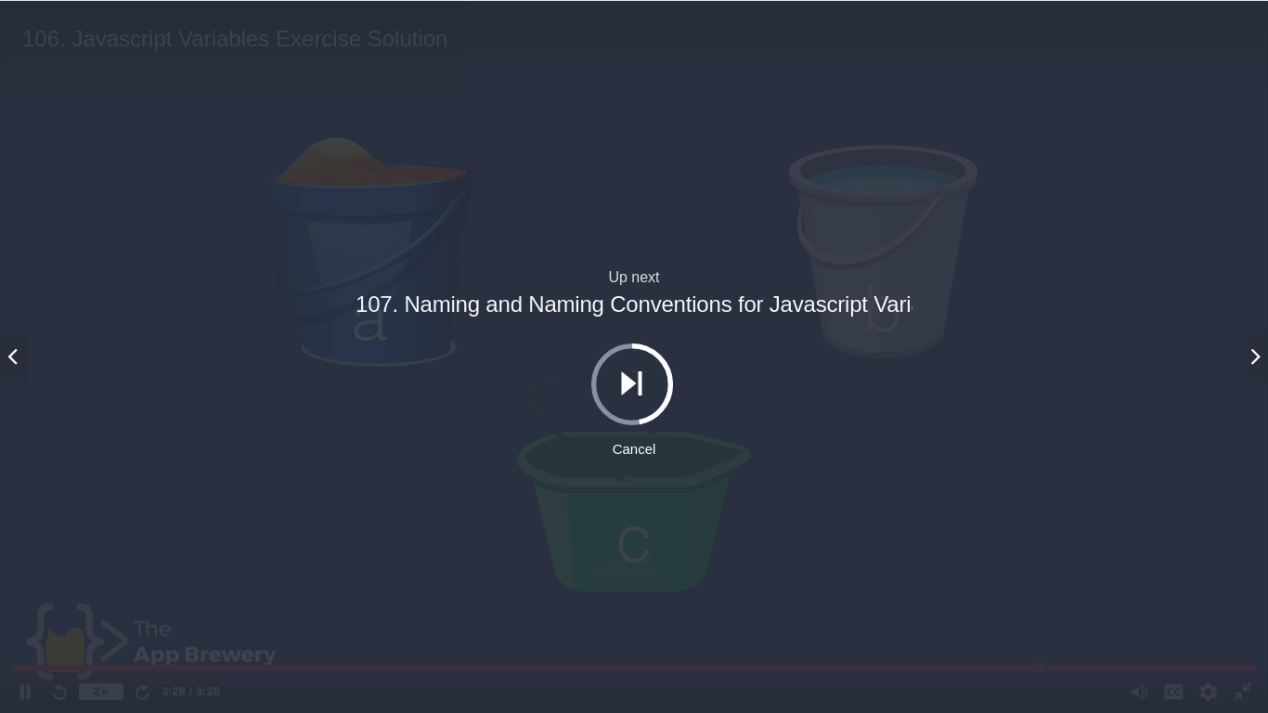 106. Javascript Variables Exercise Solution
Up next
107. Naming and Naming Conventions for Javascript Vari
a
b
Cancel
C
The
App Brewery
2x
3:28 / 3:28
CC